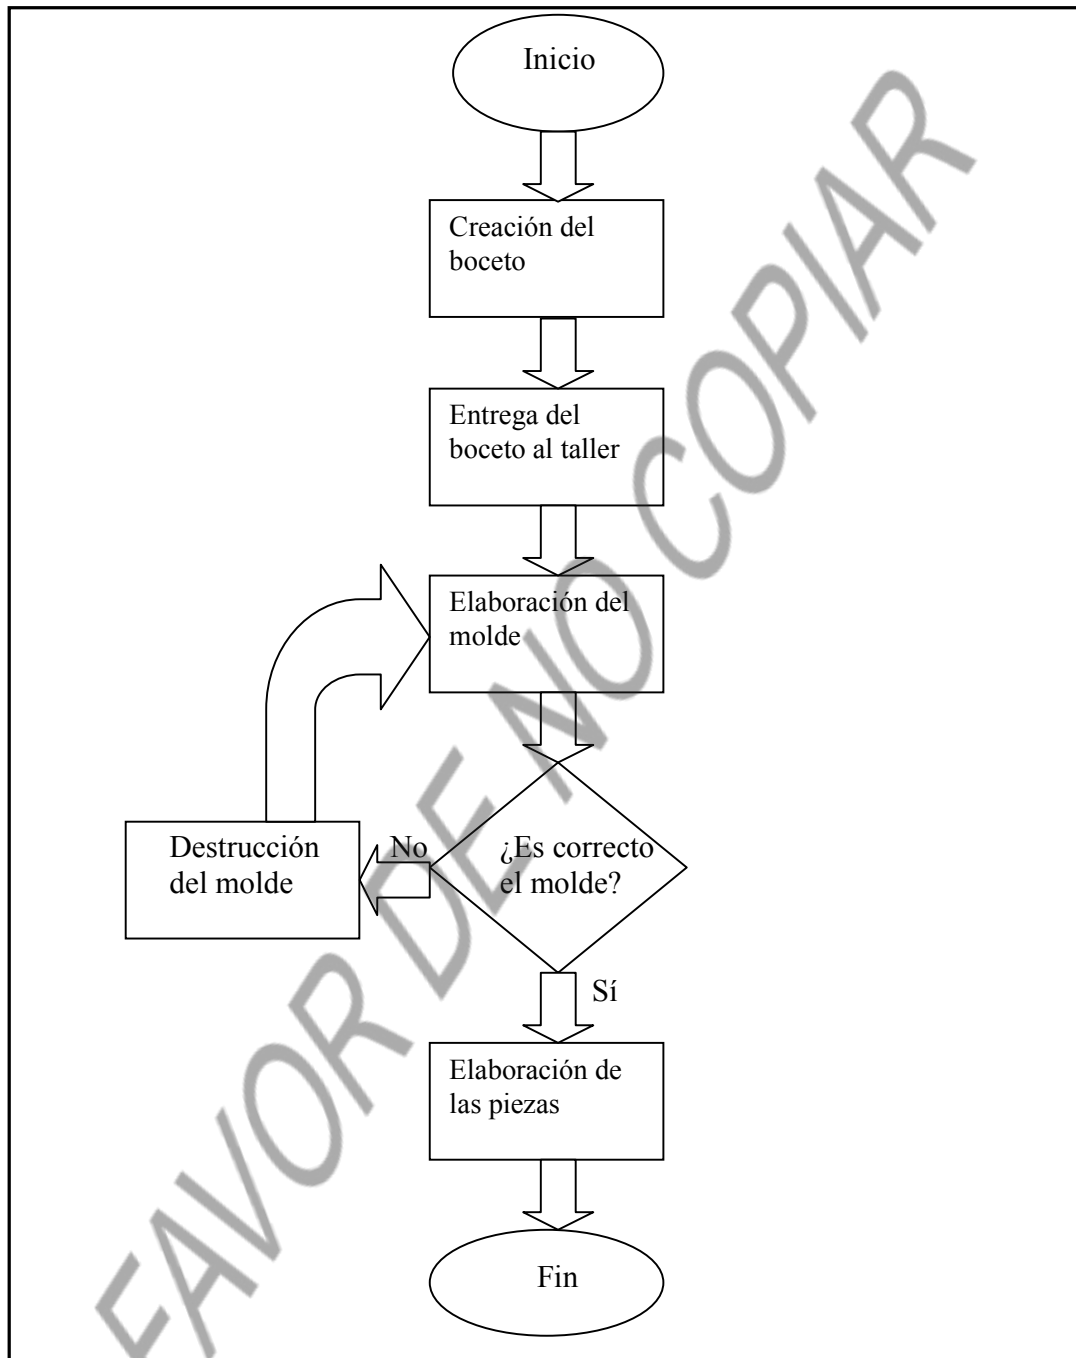 Inicio
Creación del
boceto
Entrega del
boceto al taller
Elaboración del
molde
Destrucción
del molde
No
¿Es correcto
el molde?
Sí
Elaboración de
las piezas
Fin
FAVOR DE NO COPIAR